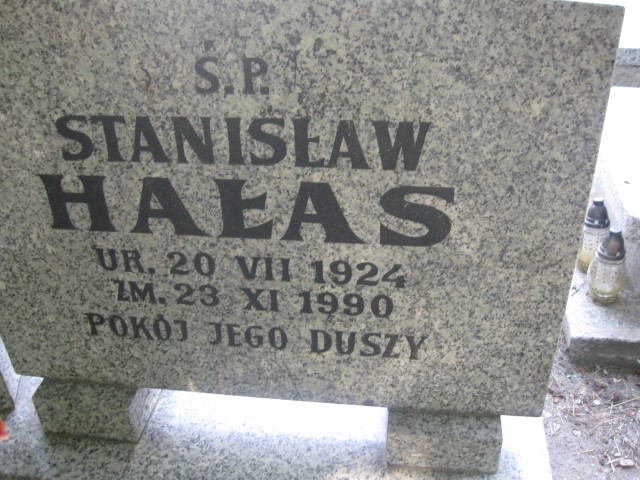 Ś.P.
STANISŁAW
HAŁAS
UR. 20 VII 1924
ZM. 23 XI 1990
POKÓJ JEGO DUSZY